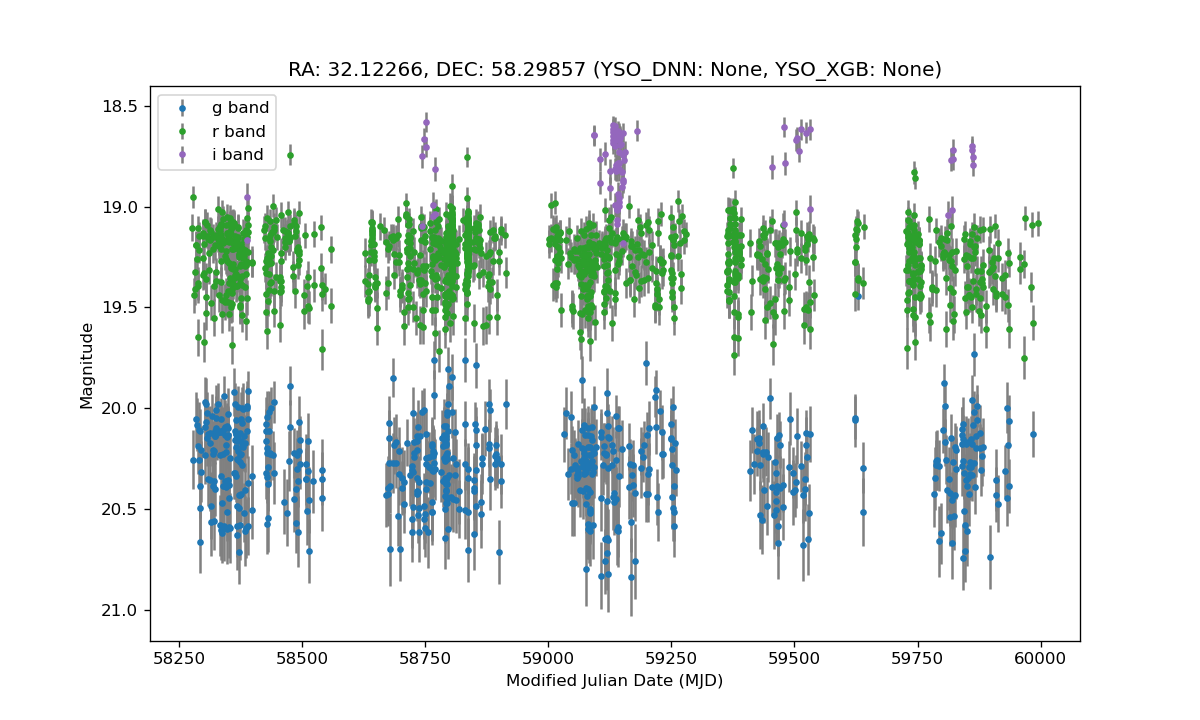 RA: 32.12266, DEC: 58.29857 (YSO_DNN: None, YSO_XGB: None)
g band
r band
i band
18.5
19.0
19.5
20.0
20.5
21.0
Magnitude
58250 58500 58750 59000 59250 59500 59750 60000
Modified Julian Date (MJD)